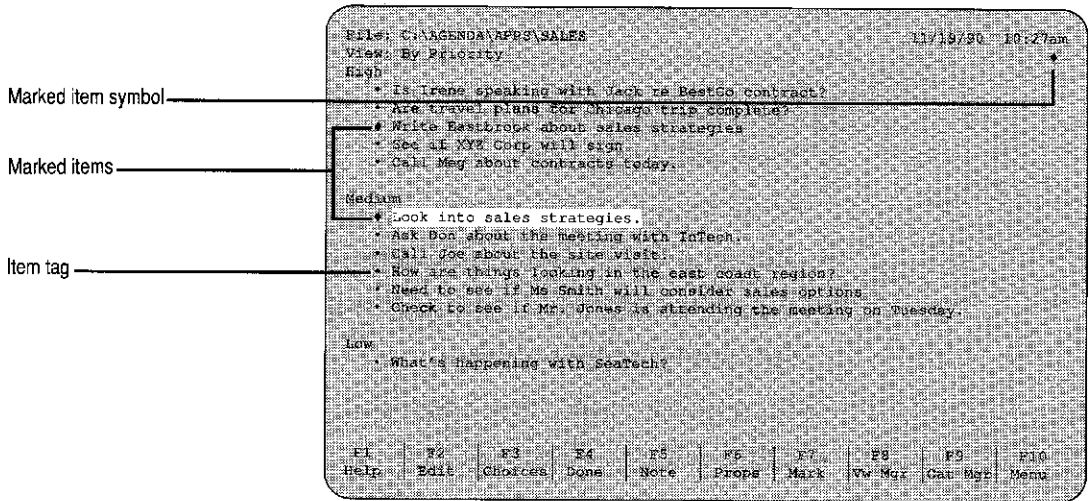 File: C:\AGENDA\APPS\SALES 11/19/90 10:27am
View: By Priority ♦
High
• Is Irene speaking with Jack re BestCo contract?
• Are travel plans for Chicago trip complete?
♦ Write Eastbrook about sales strategies
• See if XYZ Corp will sign
• Call Meg about contracts today.
Medium
♦ Look into sales strategies.
• Ask Don about the meeting with InTech.
• Call Joe about the site visit.
• How are things looking in the east coast region?
• Need to see if Ms Smith will consider sales options
• Check to see if Mr. Jones is attending the meeting on Tuesday.
Low
• What's happening with SeaTech?
F1 F2 F3 F4 F5 F6 F7 F8 F9 F10
Help Edit Choices Done Note Props Mark Vw Mgr Cat Mgr Menu
Marked item symbol
Marked items
Item tag